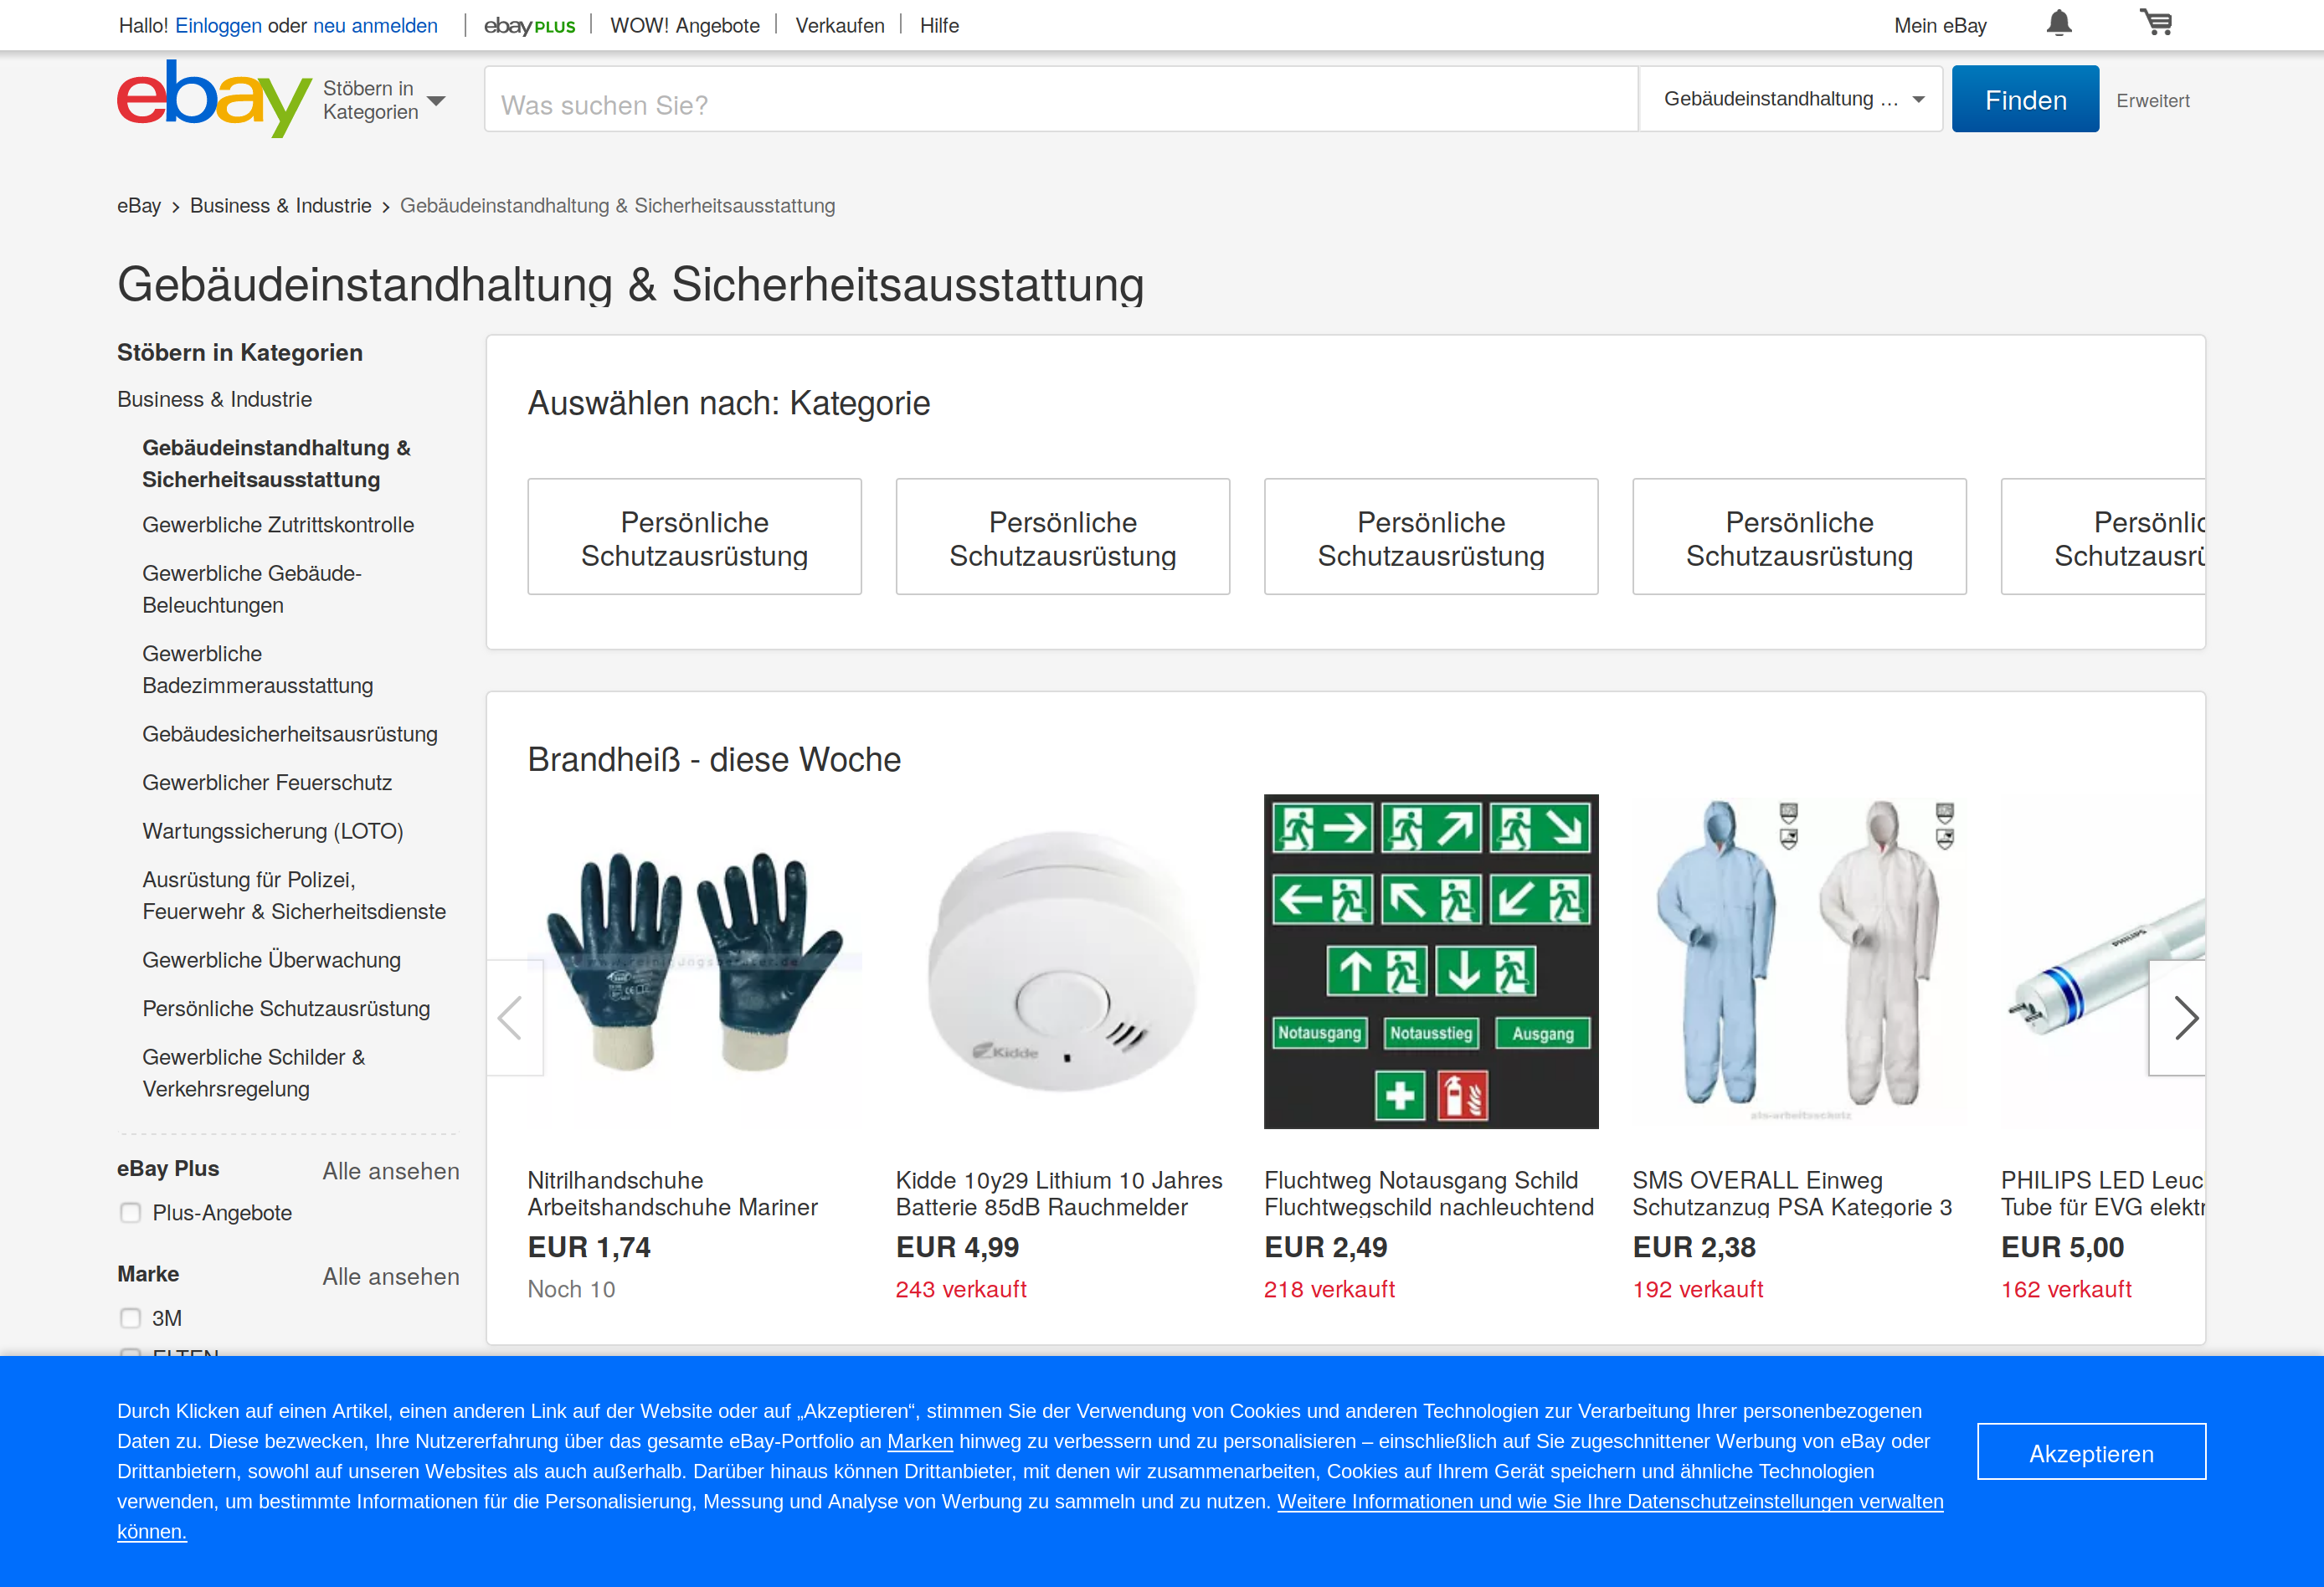 Hallo! Einloggen oder neu anmelden
ebay PLUS
WOW! Angebote
Verkaufen
Hilfe
Mein eBay
ebay
Stöbern in
Kategorien
Was suchen Sie?
Gebäudeinstandhaltung ...
Finden
Erweitert
eBay > Business & Industrie > Gebäudeinstandhaltung & Sicherheitsausstattung
Gebäudeinstandhaltung & Sicherheitsausstattung
Stöbern in Kategorien
Business & Industrie
Gebäudeinstandhaltung &
Sicherheitsausstattung
Gewerbliche Zutrittskontrolle
Gewerbliche Gebäude-
Beleuchtungen
Gewerbliche
Badezimmerausstattung
Gebäudesicherheitsausrüstung
Gewerblicher Feuerschutz
Wartungssicherung (LOTO)
Ausrüstung für Polizei,
Feuerwehr & Sicherheitsdienste
Gewerbliche Überwachung
Persönliche Schutzausrüstung
Gewerbliche Schilder &
Verkehrsregelung
eBay Plus
Alle ansehen
Plus-Angebote
Marke
Alle ansehen
3M
ELTEN
Auswählen nach: Kategorie
Persönliche
Schutzausrüstung
Persönliche
Schutzausrüstung
Persönliche
Schutzausrüstung
Persönliche
Schutzausrüstung
Persönlic
Schutzausrü
Brandheiß - diese Woche
www.reinigungsberater.de
Kidde
Notausgang
Notausstieg
Ausgang
PHILIPS
Nitrilhandschuhe
Arbeitshandschuhe Mariner
EUR 1,74
Noch 10
Kidde 10y29 Lithium 10 Jahres
Batterie 85dB Rauchmelder
EUR 4,99
243 verkauft
Fluchtweg Notausgang Schild
Fluchtwegschild nachleuchtend
EUR 2,49
218 verkauft
SMS OVERALL Einweg
Schutzanzug PSA Kategorie 3
EUR 2,38
192 verkauft
PHILIPS LED Leuc
Tube für EVG elektr
EUR 5,00
162 verkauft
Durch Klicken auf einen Artikel, einen anderen Link auf der Website oder auf „Akzeptieren“, stimmen Sie der Verwendung von Cookies und anderen Technologien zur Verarbeitung Ihrer personenbezogenen
Daten zu. Diese bezwecken, Ihre Nutzererfahrung über das gesamte eBay-Portfolio an Marken hinweg zu verbessern und zu personalisieren – einschließlich auf Sie zugeschnittener Werbung von eBay oder
Drittanbietern, sowohl auf unseren Websites als auch außerhalb. Darüber hinaus können Drittanbieter, mit denen wir zusammenarbeiten, Cookies auf Ihrem Gerät speichern und ähnliche Technologien
verwenden, um bestimmte Informationen für die Personalisierung, Messung und Analyse von Werbung zu sammeln und zu nutzen. Weitere Informationen und wie Sie Ihre Datenschutzeinstellungen verwalten
können.
Akzeptieren